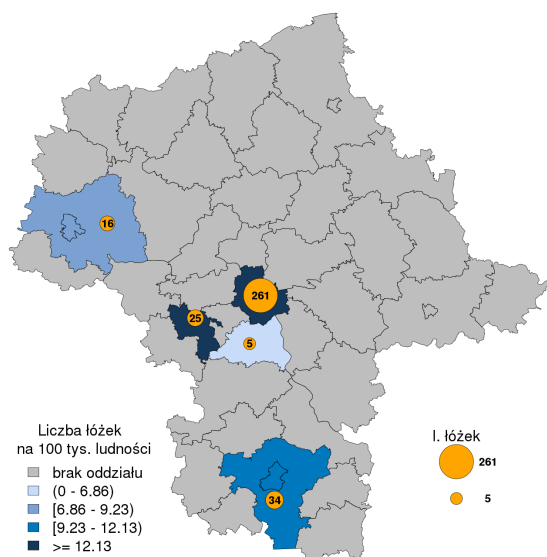 16
261
25
5
34
Liczba łóżek
na 100 tys. ludności
brak oddziału
(0 - 6.86)
[6.86 - 9.23)
[9.23 - 12.13)
>= 12.13
l. łóżek
261
5